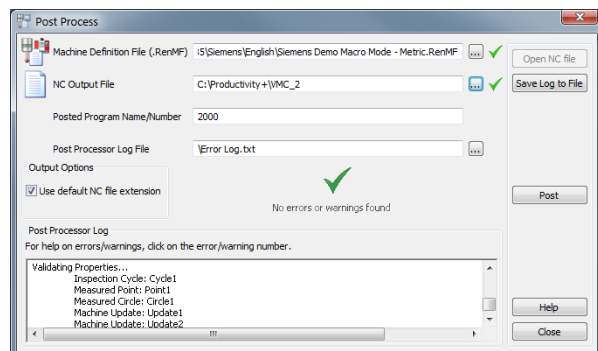 Post Process
Machine Definition File (.RenMF)
i5\Siemens\English\Siemens Demo Macro Mode - Metric.RenMF
...
Open NC file
NC Output File
C:\Productivity+\VMC_2
...
Save Log to File
Posted Program Name/Number
2000
Post Processor Log File
\Error Log.txt
...
Output Options
Use default NC file extension
No errors or warnings found
Post
Post Processor Log
For help on errors/warnings, click on the error/warning number.
Validating Properties...
Inspection Cycle: Cycle1
Measured Point: Point1
Measured Circle: Circle1
Machine Update: Update1
Machine Update: Update2
Help
Close